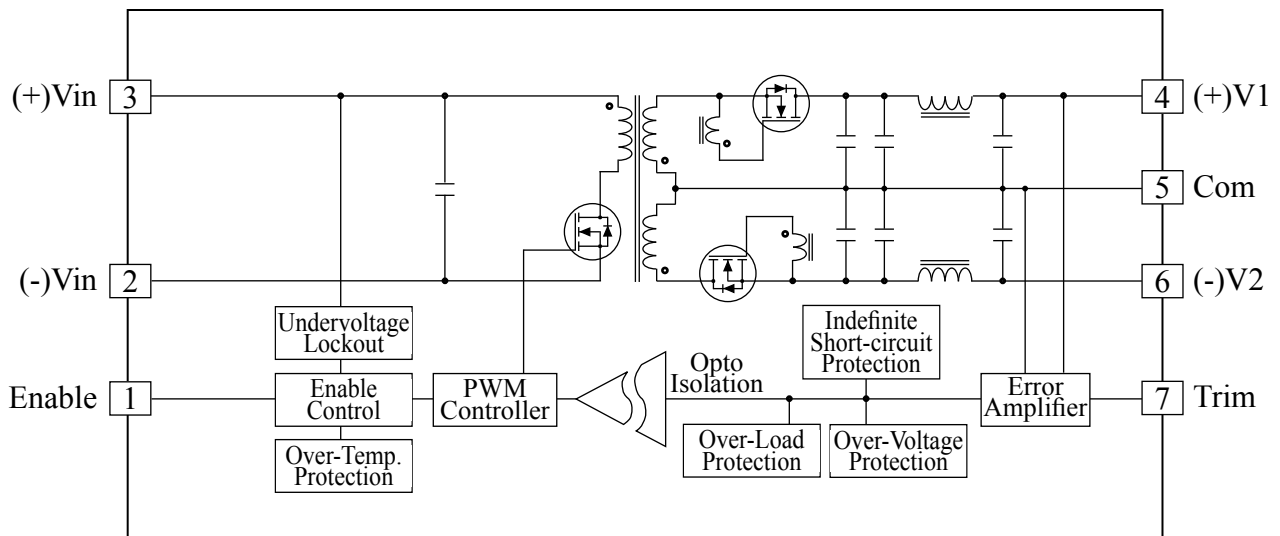 (+)Vin 3
4 (+)V1
5 Com
(-)Vin 2
6 (-)V2
Undervoltage
Lockout
Indefinite
Short-circuit
Protection
Opto
Isolation
Enable 1
Enable
Control
PWM
Controller
Error
Amplifier
7 Trim
Over-Temp.
Protection
Over-Load
Protection
Over-Voltage
Protection